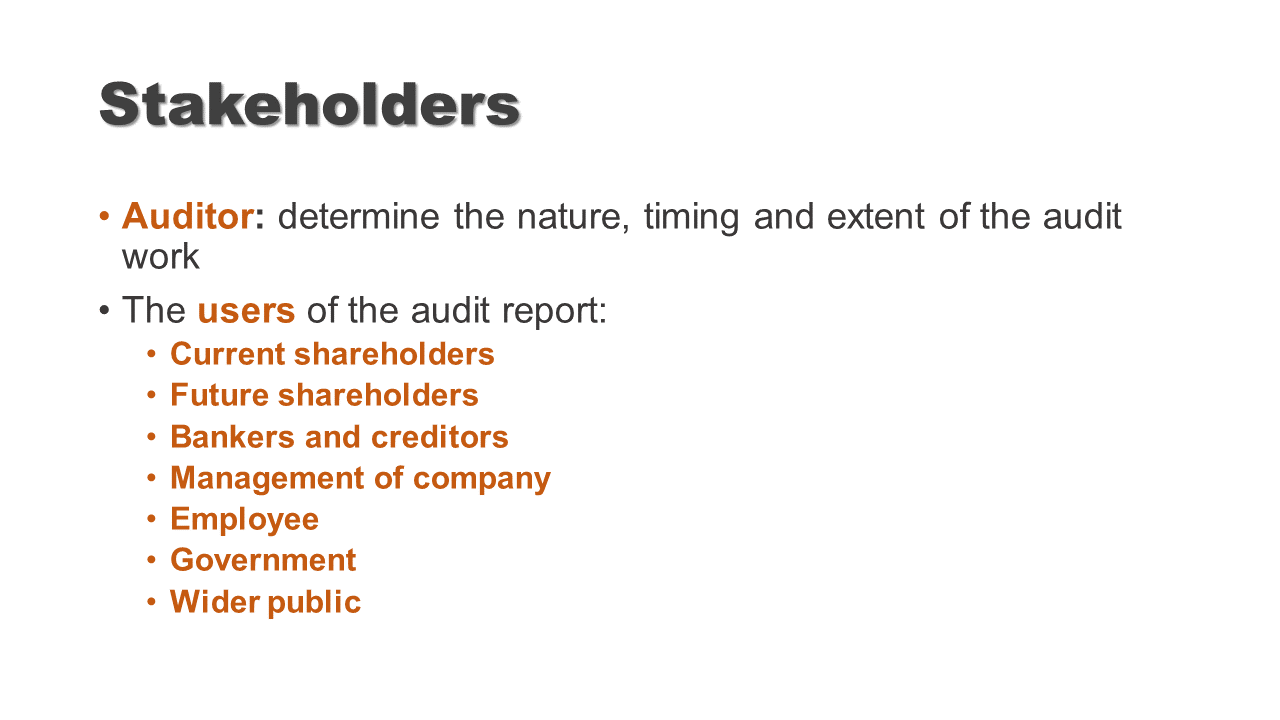 Stakeholders
• Auditor: determine the nature, timing and extent of the audit
work
• The users of the audit report:
• Current shareholders
• Future shareholders
• Bankers and creditors
• Management of company
• Employee
• Government
• Wider public